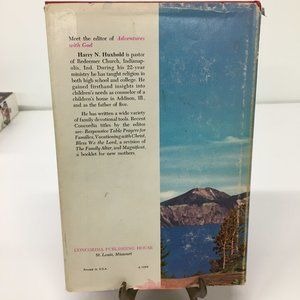 Meet the editor of Adventures
with God
Harry N. Huxhold is pastor
of Redeemer Church, Indianap-
olis, Ind. During his 22-year
ministry he has taught religion in
both high school and college. He
gained firsthand insights into
children's needs as counselor of a
children's home in Addison, Ill.
and as the father of five.
He has written a wide variety
of family devotional tools. Recent
Concordia titles by the editor
are: Responsive Table Prayers for
Families, Vacationing with Christ,
Bless We the Lord, a revision of
The Family Altar, and Magnificat,
a booklet for new mothers.
CONCORDIA PUBLISHING HOUSE
St. Louis, Missouri
Printed in U.S.A.